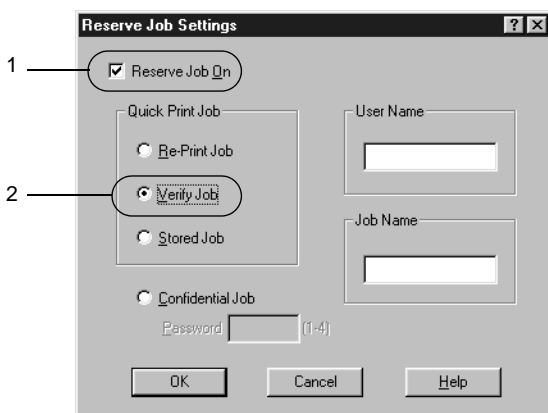 Reserve Job Settings
1
Reserve Job On
Quick Print Job
Re-Print Job
2
Verify Job
Stored Job
Confidential Job
Password
(1-4)
User Name
Job Name
OK
Cancel
Help